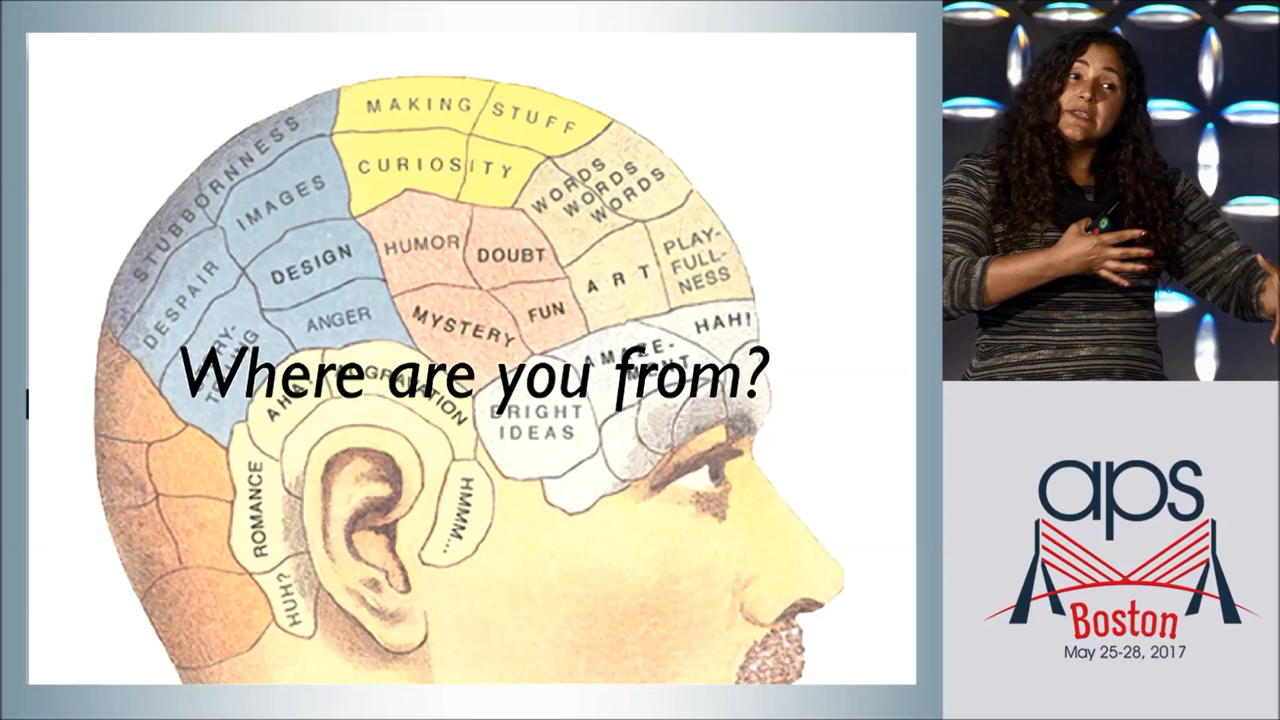 MAKING STUFF
CURIOSITY
STUBBORNNESS
IMAGES
WORDS
WORDS
WORDS
HUMOR
DOUBT
DESIGN
DESPAIR
ART
PLAY-
FULL-
NESS
ANGER
MYSTERY
FUN
HAH!
Where are you from?
BRIGHT
IDEAS
ROMANCE
HMMM...
HUH?
aps
Boston
May 25-28, 2017